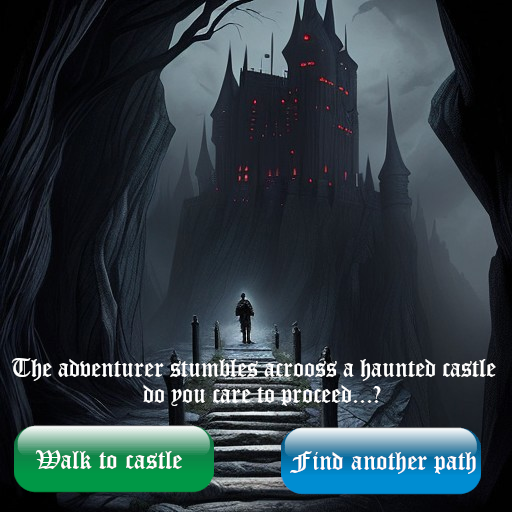 The adventurer stumbles acrooss a haunted castle
do you care to proceed...?
Walk to castle
Find another path